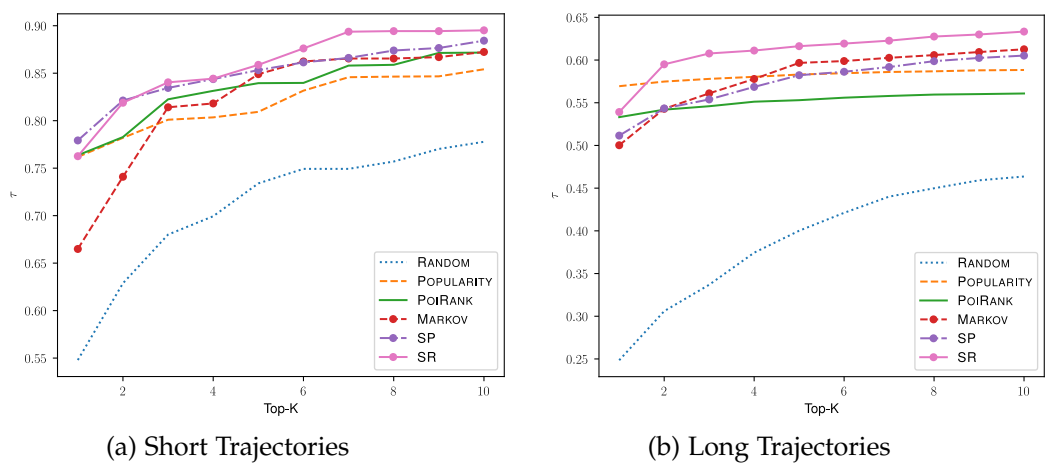 0.90
0.85
0.80
0.75
0.70
0.65
0.60
0.55
τ
2
4
6
8
10
Top-K
RANDOM
POPULARITY
POIRANK
MARKOV
SP
SR
(a) Short Trajectories
0.65
0.60
0.55
0.50
0.45
0.40
0.35
0.30
0.25
τ
2
4
6
8
10
Top-K
RANDOM
POPULARITY
POIRANK
MARKOV
SP
SR
(b) Long Trajectories